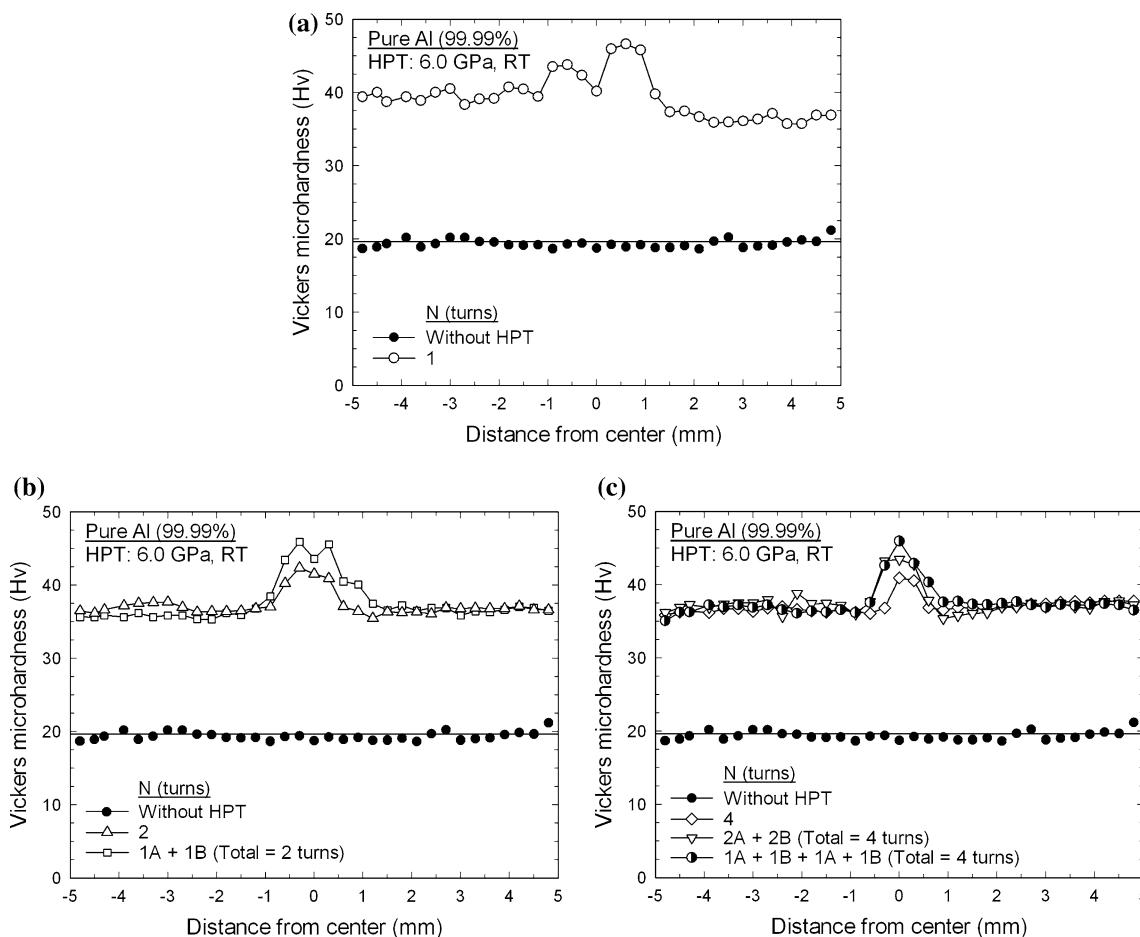 (a)
50
Pure Al (99.99%)
HPT: 6.0 GPa, RT
40
30
20
10
0
Vickers microhardness (Hv)
N (turns)
Without HPT
1
-5 -4 -3 -2 -1 0 1 2 3 4 5
Distance from center (mm)
(b)
50
Pure Al (99.99%)
HPT: 6.0 GPa, RT
40
30
20
10
0
Vickers microhardness (Hv)
N (turns)
Without HPT
2
1A + 1B (Total = 2 turns)
-5 -4 -3 -2 -1 0 1 2 3 4 5
Distance from center (mm)
(c)
50
Pure Al (99.99%)
HPT: 6.0 GPa, RT
40
30
20
10
0
Vickers microhardness (Hv)
N (turns)
Without HPT
4
2A + 2B (Total = 4 turns)
1A + 1B + 1A + 1B (Total = 4 turns)
-5 -4 -3 -2 -1 0 1 2 3 4
Distance from center (mm)